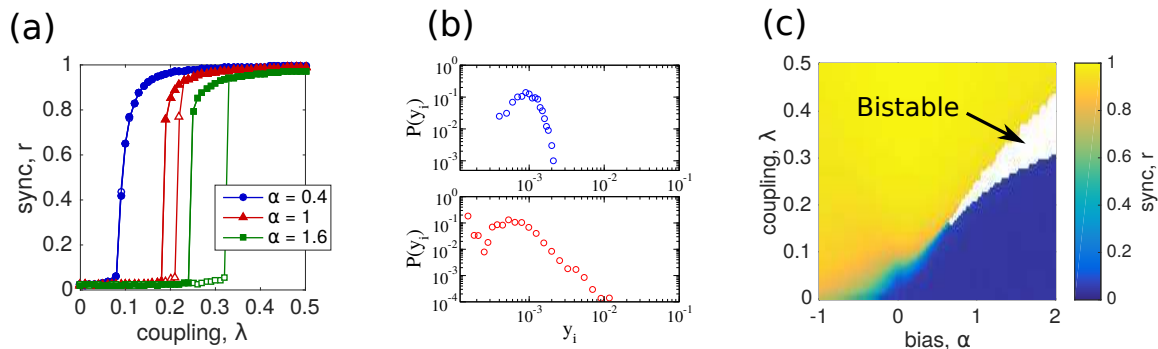 (a)
sync, r
1
0.8
0.6
0.4
0.2
0
0 0.1 0.2 0.3 0.4 0.5
coupling, λ
α = 0.4
α = 1
α = 1.6
(b)
P(y_i)
10^0
10^-1
10^-2
10^-3
10^-3 10^-2 10^-1
P(y_i)
10^0
10^-1
10^-2
10^-3
10^-4
10^-3 10^-2 10^-1
y_i
(c)
coupling, λ
0.5
0.4
0.3
0.2
0.1
0
-1 0 1 2
bias, α
Bistable
1
0.8
0.6
0.4
0.2
0
sync, r